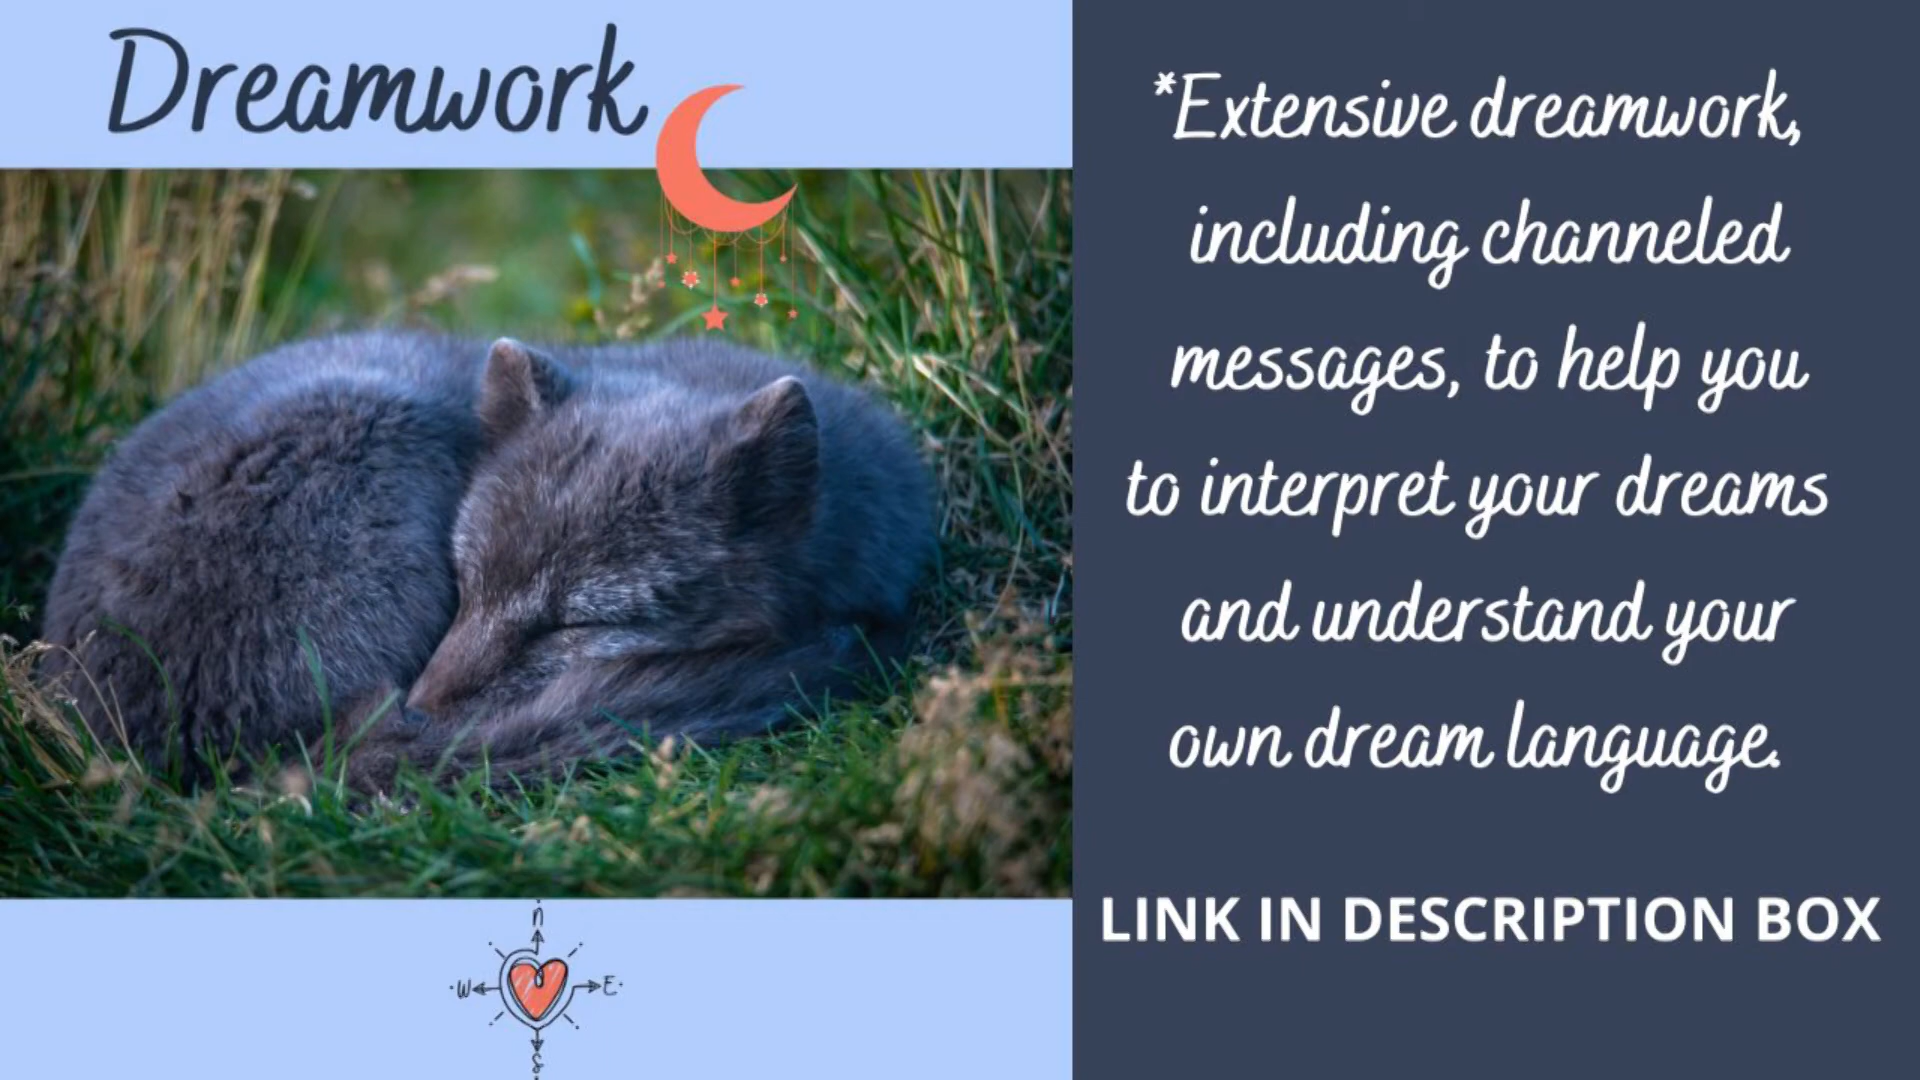 Dreamwork
*Extensive dreamwork,
including channeled
messages, to help you
to interpret your dreams
and understand your
own dream language.
LINK IN DESCRIPTION BOX
n
W E
S